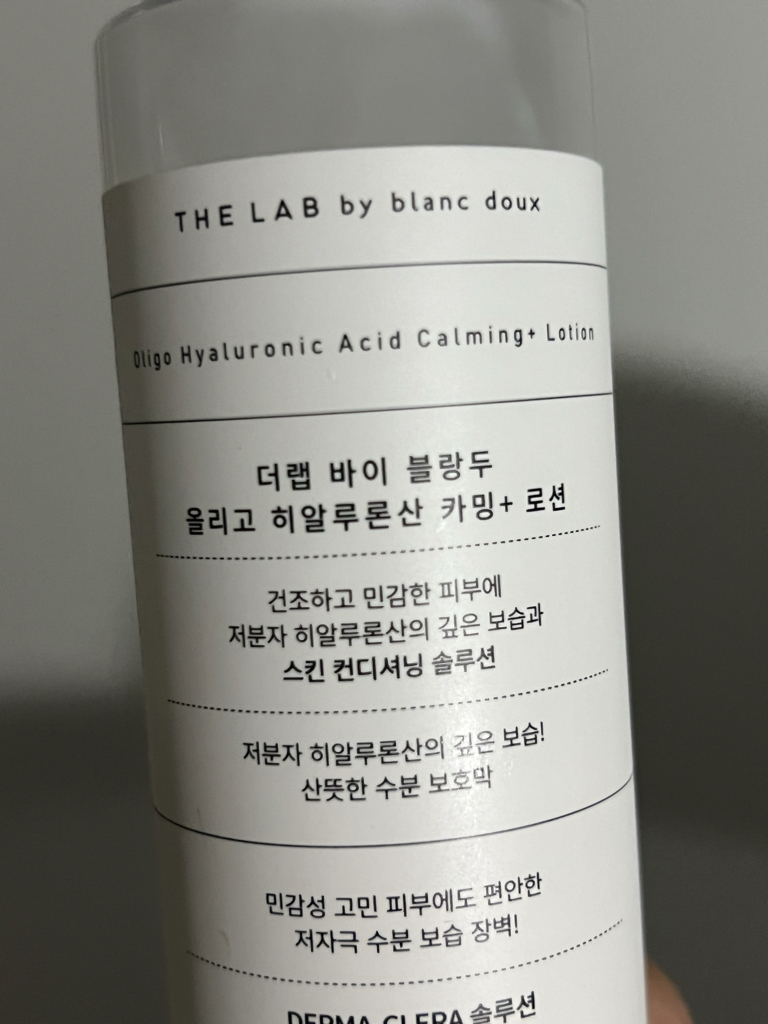 THE LAB by blanc doux
Oligo Hyaluronic Acid Calming+ Lotion
더랩 바이 블랑두
올리고 히알루론산 카밍+ 로션
건조하고 민감한 피부에
저분자 히알루론산의 깊은 보습과
스킨 컨디셔닝 솔루션
저분자 히알루론산의 깊은 보습!
산뜻한 수분 보호막
민감성 고민 피부에도 편안한
저자극 수분 보습 장벽!
DERMA-CLERA 솔루션